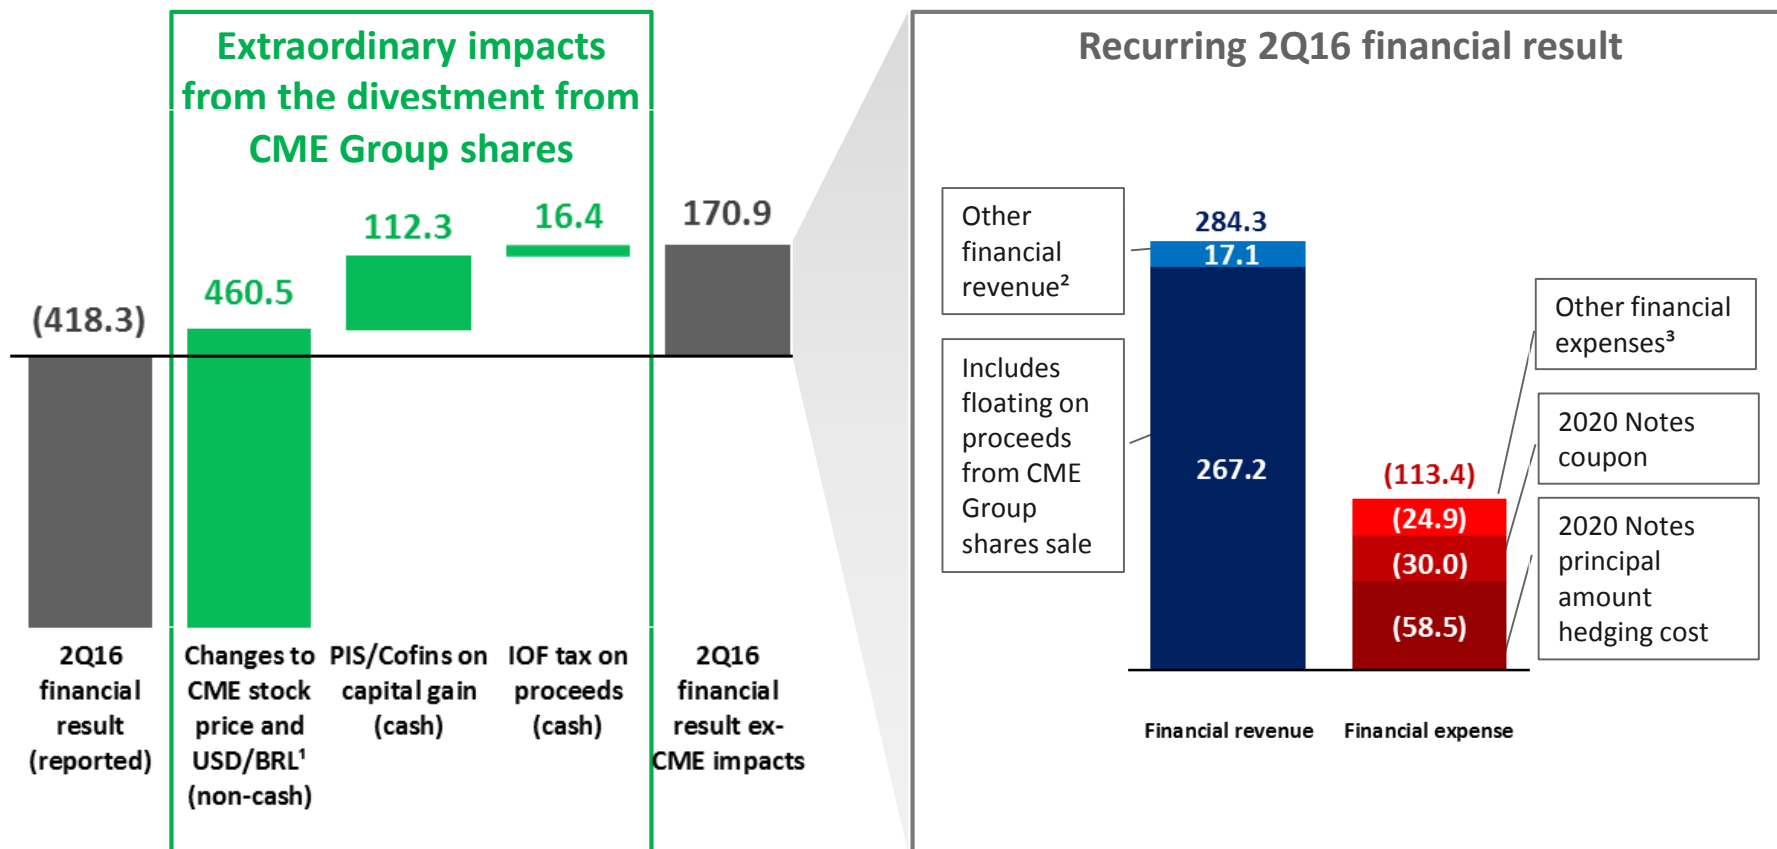 Extraordinary impacts
from the divestment from
CME Group shares
(418.3)
460.5
112.3
16.4
170.9
2Q16
financial
result
(reported)
Changes to
CME stock
price and
USD/BRL¹
(non-cash)
PIS/Cofins on
capital gain
(cash)
IOF tax on
proceeds
(cash)
2Q16
financial
result ex-
CME impacts
Recurring 2Q16 financial result
Other
financial
revenue²
Includes
floating on
proceeds
from CME
Group
shares sale
284.3
17.1
267.2
(113.4)
(24.9)
(30.0)
(58.5)
Other financial
expenses³
2020 Notes
coupon
2020 Notes
principal
amount
hedging cost
Financial revenue
Financial expense